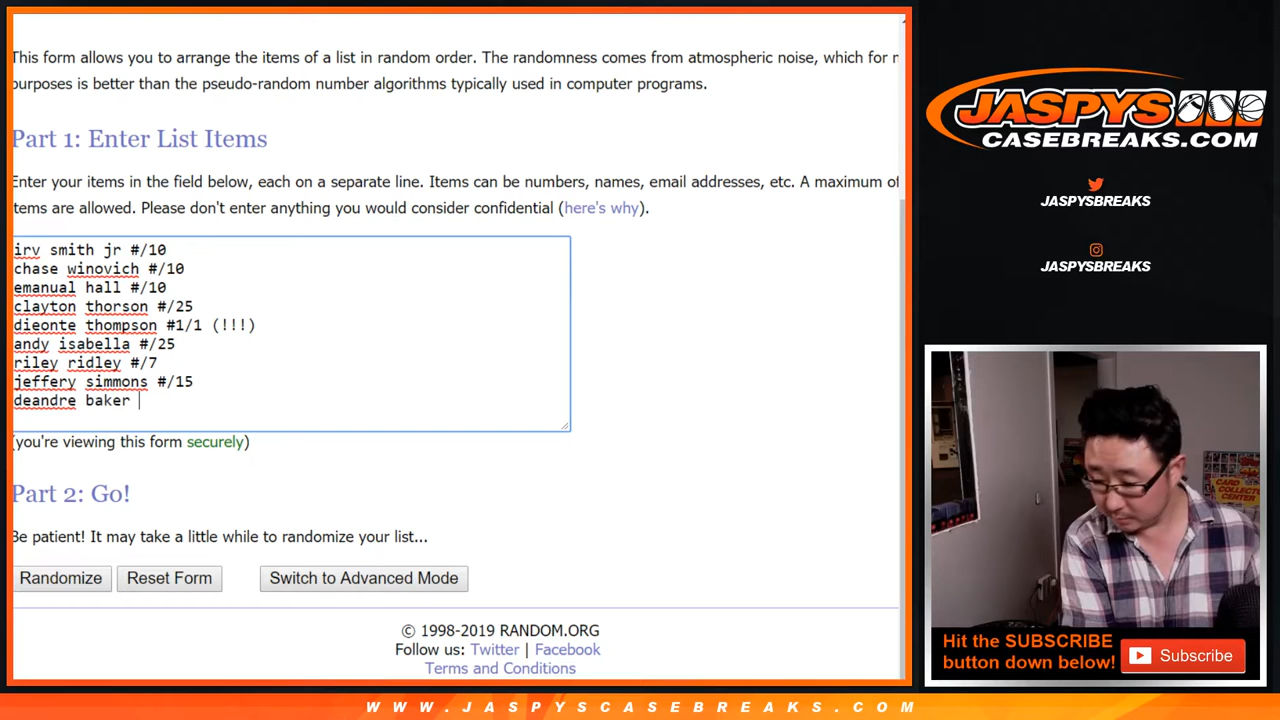 This form allows you to arrange the items of a list in random order. The randomness comes from atmospheric noise, which for
purposes is better than the pseudo-random number algorithms typically used in computer programs.
Part 1: Enter List Items
Enter your items in the field below, each on a separate line. Items can be numbers, names, email addresses, etc. A maximum of
tems are allowed. Please don't enter anything you would consider confidential (here's why).
irv smith jr #/10
chase winovich #/10
emanual hall #/10
clayton thorson #/25
dieonte thompson #1/1 (!!!)
andy isabella #/25
riley ridley #/7
jeffery simmons #/15
deandre baker
(you're viewing this form securely)
Part 2: Go!
Be patient! It may take a little while to randomize your list...
Randomize Reset Form Switch to Advanced Mode
© 1998-2019 RANDOM.ORG
Follow us: Twitter | Facebook
Terms and Conditions
JASPYS
CASEBREAKS.COM
JASPYSBREAKS
JASPYSBREAKS
CARD
COLLECTOR
CENTER
Hit the SUBSCRIBE
button down below!
Subscribe
WWW.JASPYSCASEBREAKS.COM